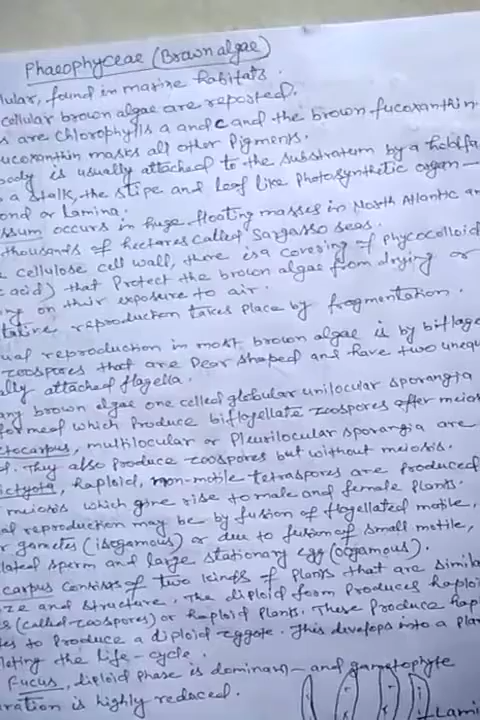 Phaeophyceae (Brown algae)
lular, found in marine habitats.
cellular brown algae are reported.
s are chlorophylls a and c and the brown fucoxanthin.
ucoxanthin masks all other pigments.
body is usually attached to the substratum by a holdfa
a stalk, the stipe and leaf like photosynthetic organ—
ond or lamina.
ssum occurs in huge floating masses in North Atlantic an
thousands of hectares called Sargasso seas.
cellulose cell wall, there is a covering of phycocolloid
acid) that protect the brown algae from drying or
ng on their exposure to air.
tative reproduction takes place by fragmentation.
ual reproduction in most brown algae is by biflage
zoospores that are pear shaped and have two unequ
ally attached flagella.
any brown algae one celled globular unilocular sporangia
formed which produce biflagellate zoospores after meios
ctocarpus, multilocular or plurilocular sporangia are
d. They also produce zoospores but without meiosis.
ictyota, haploid, non-motile tetraspores are produced
meiosis which give rise to male and female plants.
al reproduction may be by fusion of flagellated motile,
r gametes (isogamous) or due to fusion of small motile,
lated sperm and large stationary egg (oogamous).
carpus consists of two kinds of plants that are simila
ze and structure. The diploid form produces haploi
s (called zoospores) or haploid plants. These produce hap
tes to produce a diploid zygote. This develops into a pla
leting the life-cycle.
Fucus, diploid phase is dominant and gametophyte
ration is highly reduced.
Lami